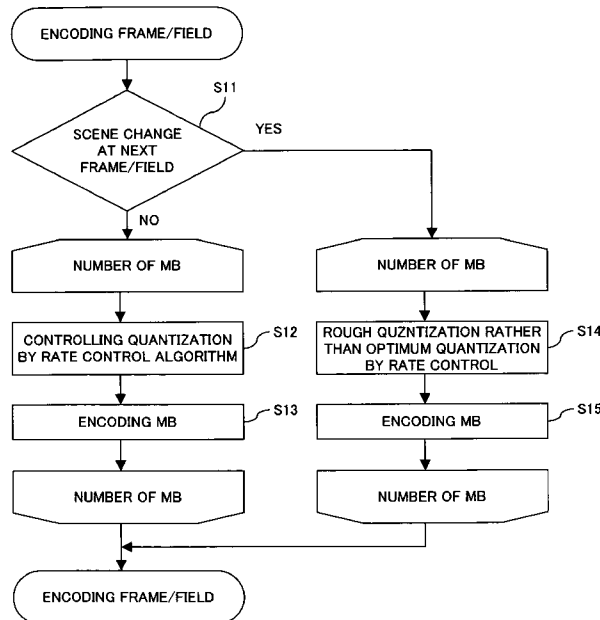 ENCODING FRAME/FIELD
S11
SCENE CHANGE
AT NEXT
FRAME/FIELD
YES
NO
NUMBER OF MB
NUMBER OF MB
CONTROLLING QUANTIZATION
BY RATE CONTROL ALGORITHM
S12
ROUGH QUZNTIZATION RATHER
THAN OPTIMUM QUANTIZATION
BY RATE CONTROL
S14
ENCODING MB
S13
ENCODING MB
S15
NUMBER OF MB
NUMBER OF MB
ENCODING FRAME/FIELD